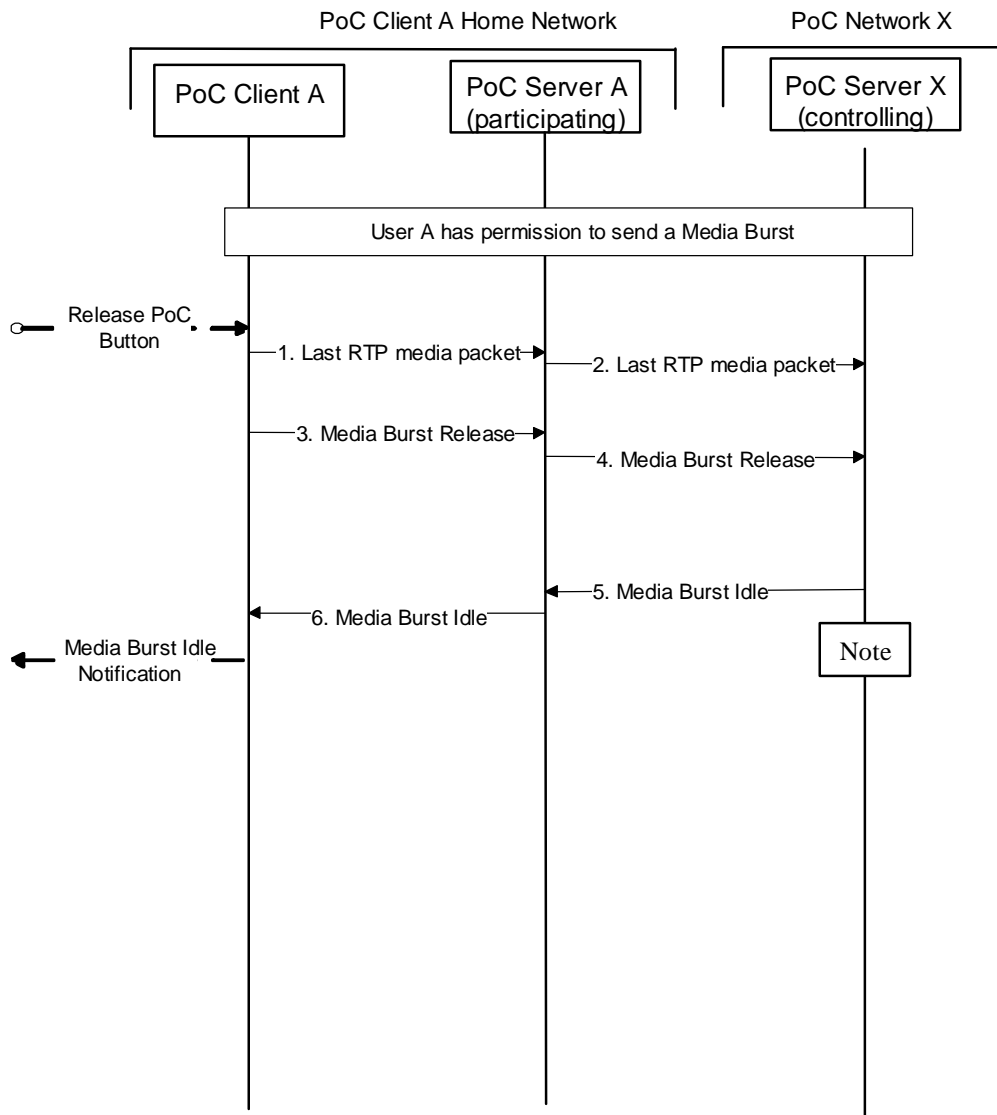 PoC Client A Home Network
PoC Network X
PoC Client A
PoC Server A
(participating)
PoC Server X
(controlling)
User A has permission to send a Media Burst
Release PoC
Button
1. Last RTP media packet
2. Last RTP media packet
3. Media Burst Release
4. Media Burst Release
5. Media Burst Idle
6. Media Burst Idle
Media Burst Idle
Notification
Note